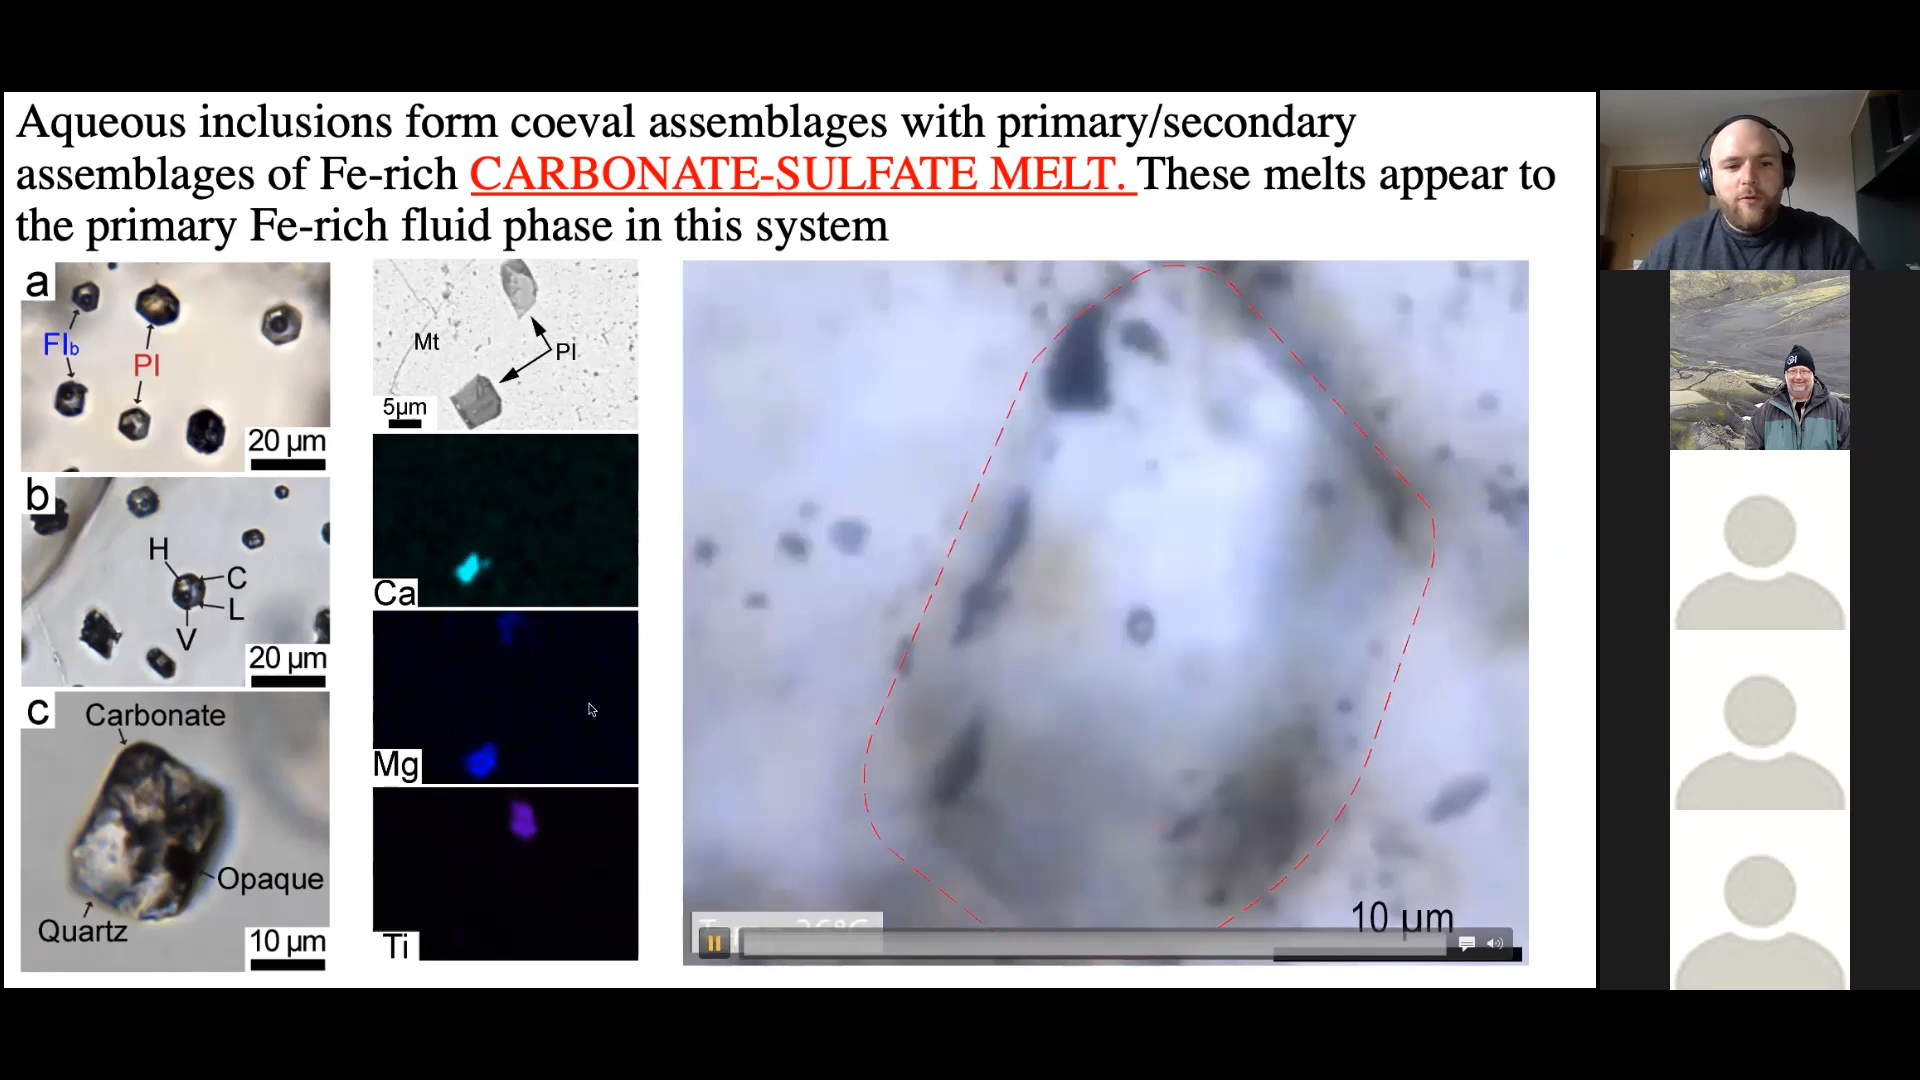 Aqueous inclusions form coeval assemblages with primary/secondary
assemblages of Fe-rich CARBONATE-SULFATE MELT. These melts appear to
the primary Fe-rich fluid phase in this system
a
FIb
PI
20 µm
b
H
C
L
V
20 µm
c
Carbonate
Opaque
Quartz
10 µm
Mt
PI
5µm
Ca
Mg
Ti
10 µm